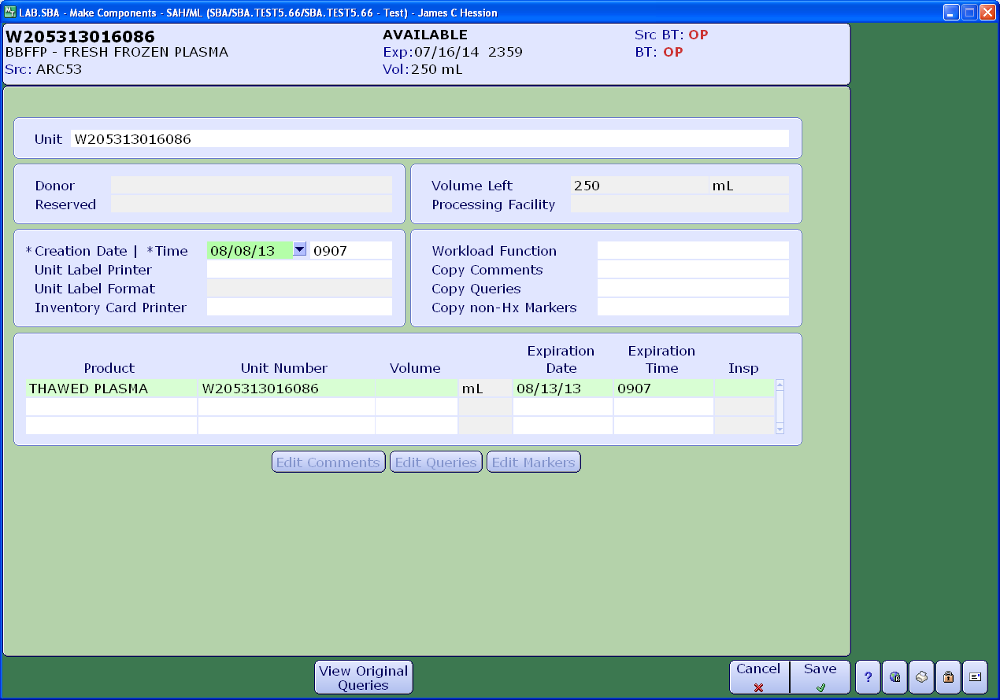 LAB.SBA - Make Components - SAH/ML (SBA/SBA.TEST5.66/SBA.TEST5.66 - Test) - James C Hession
W205313016086 AVAILABLE Src BT: OP
BBFFP - FRESH FROZEN PLASMA Exp:07/16/14 2359 BT: OP
Src: ARC53 Vol:250 mL
Unit W205313016086
Donor Volume Left 250 mL
Reserved Processing Facility
*Creation Date | *Time 08/08/13 0907 Workload Function
Unit Label Printer Copy Comments
Unit Label Format Copy Queries
Inventory Card Printer Copy non-Hx Markers
Expiration Expiration
Product Unit Number Volume Date Time Insp
THAWED PLASMA W205313016086 mL 08/13/13 0907
Edit Comments Edit Queries Edit Markers
View Original Cancel Save
Queries ?